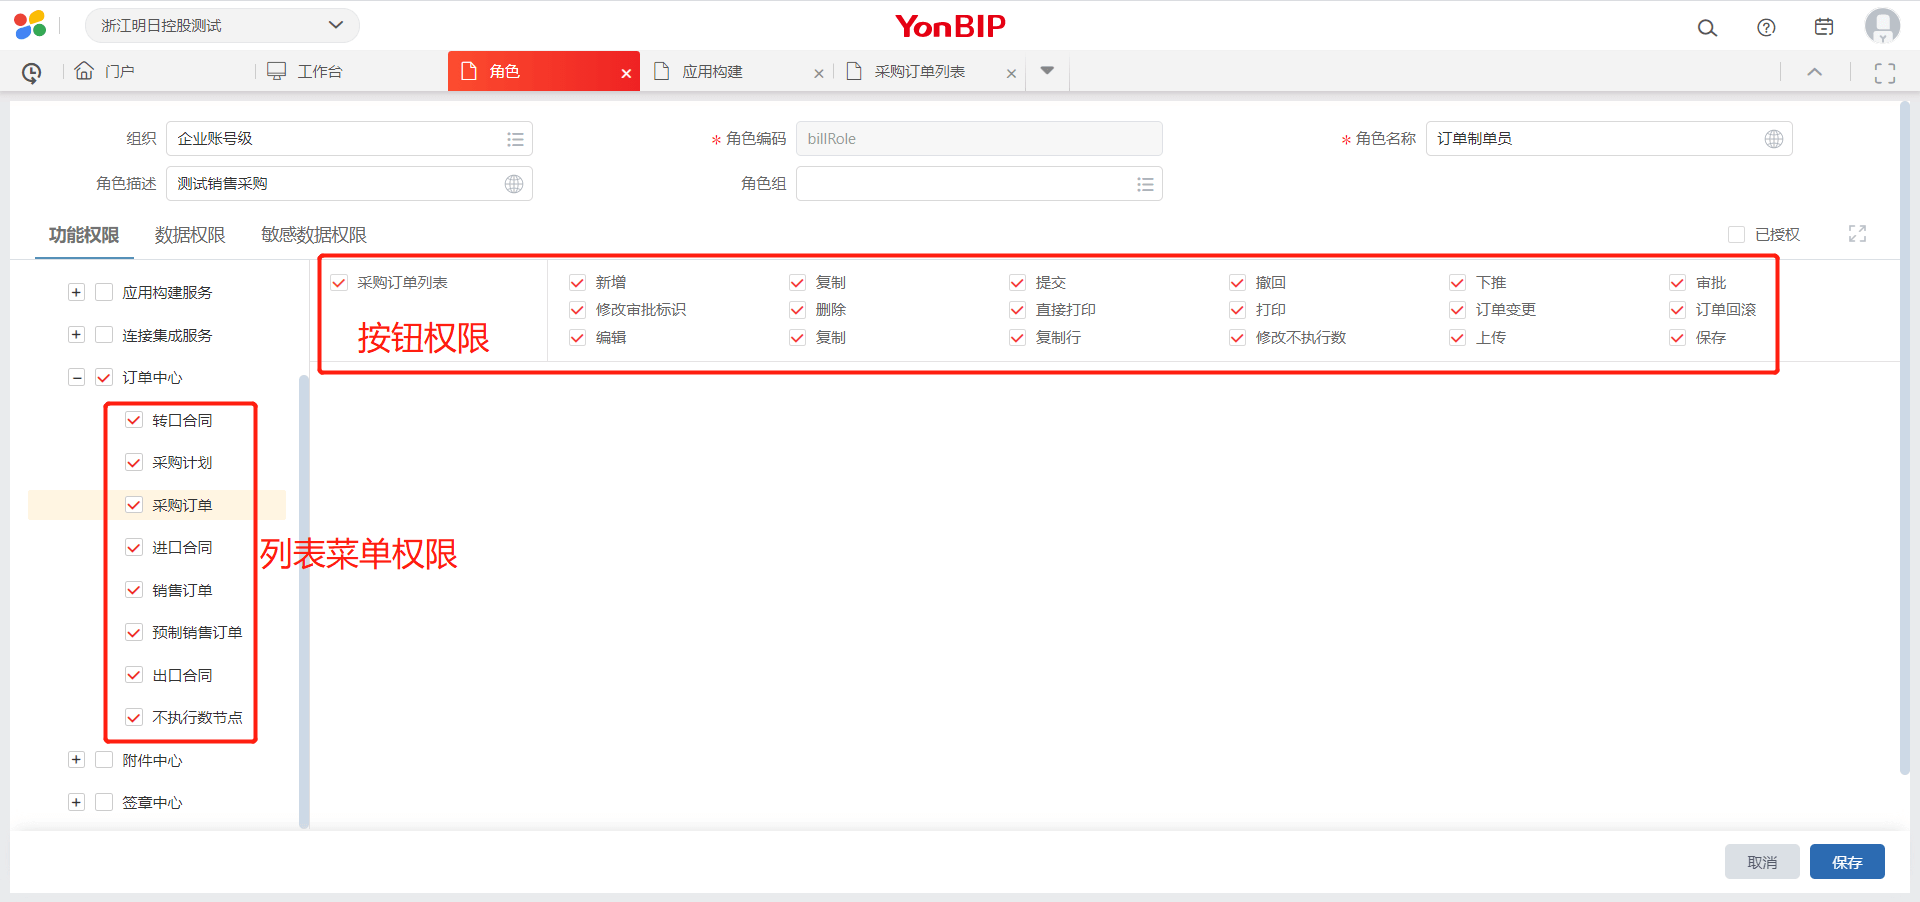 浙江明日控股测试
YonBIP
门户 工作台 角色 应用构建 采购订单列表
组织 企业账号级 * 角色编码 billRole * 角色名称 订单制单员
角色描述 测试销售采购 角色组
功能权限 数据权限 敏感数据权限 已授权
采购订单列表 新增 复制 提交 撤回 下推 审批
修改审批标识 删除 直接打印 打印 订单变更 订单回滚
编辑 复制 复制行 修改不执行数 上传 保存
按钮权限
应用构建服务
连接集成服务
订单中心
转口合同
采购计划
采购订单
进口合同
列表菜单权限
销售订单
预制销售订单
出口合同
不执行数节点
附件中心
签章中心
取消 保存